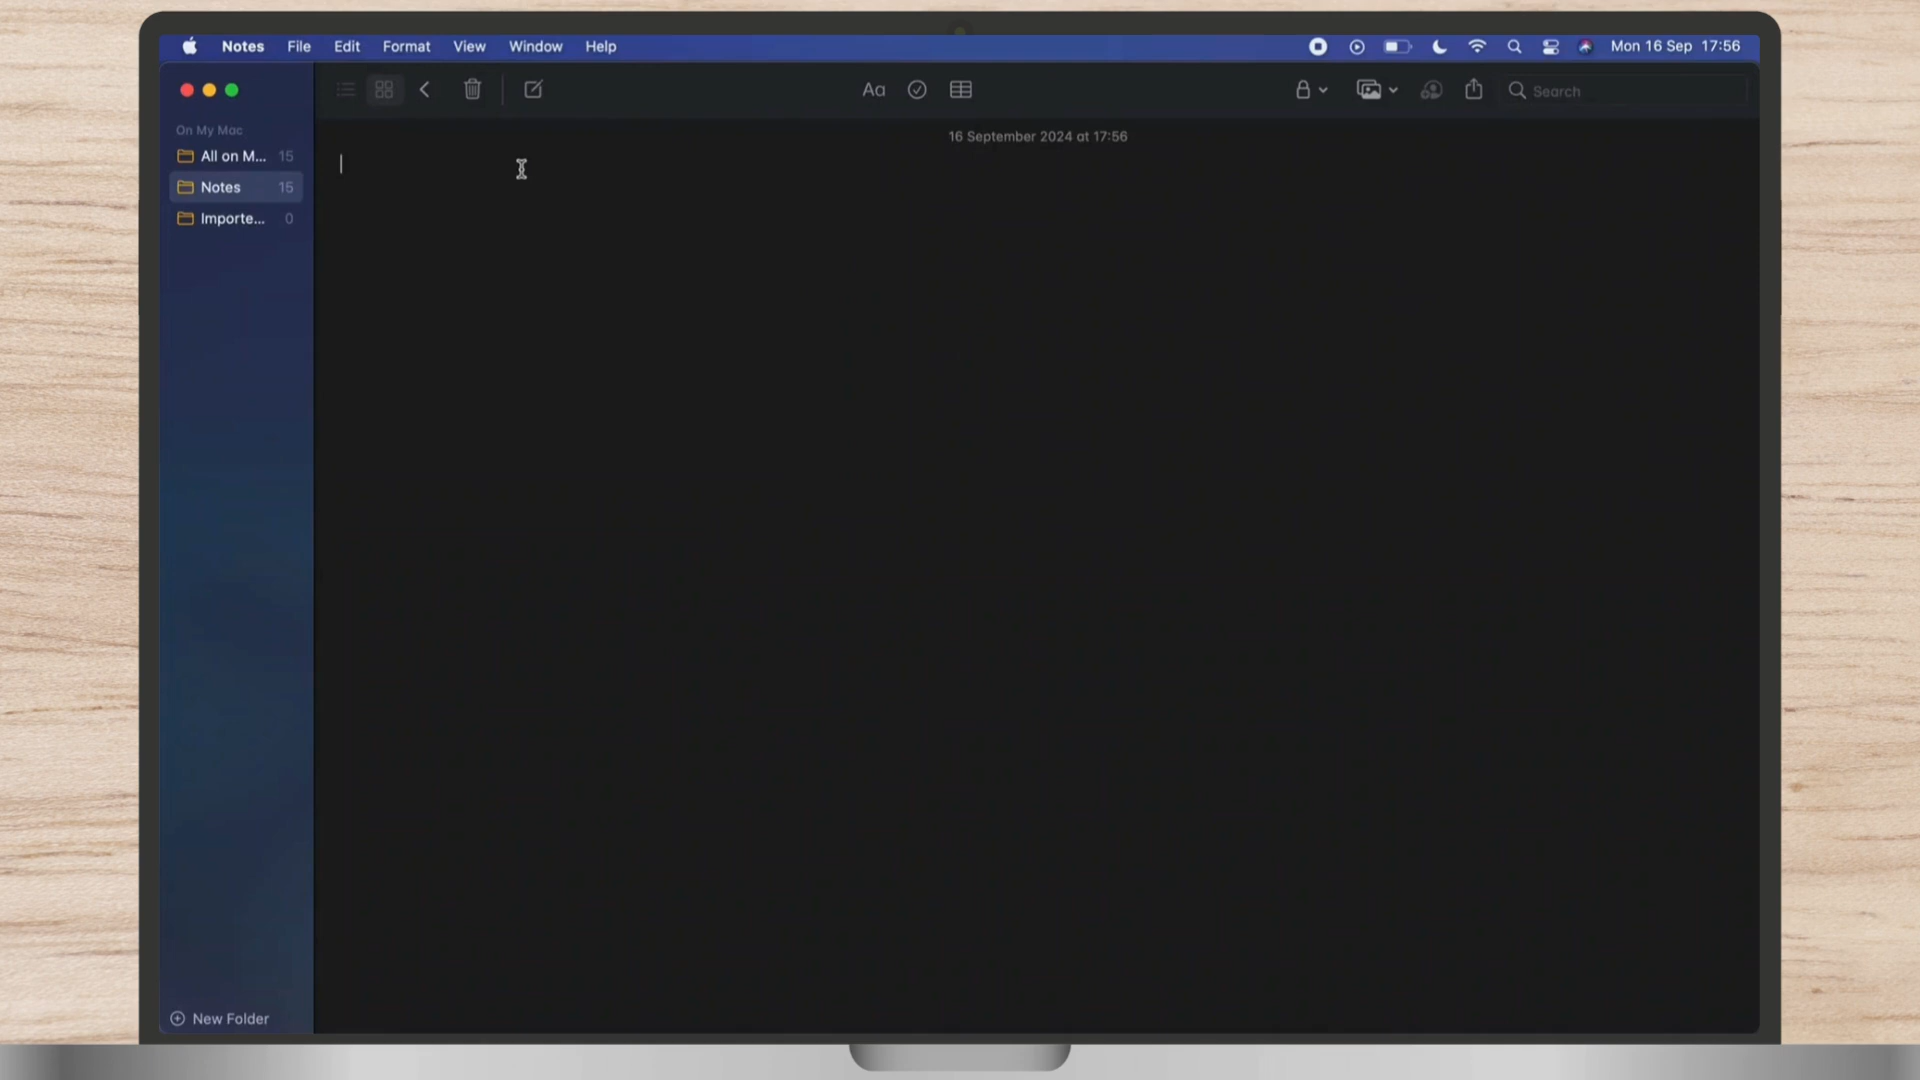 Notes File Edit Format View Window Help Mon 16 Sep 17:56
Aa Search
On My Mac
All on M... 15
Notes 15
Importe... 0
16 September 2024 at 17:56
New Folder